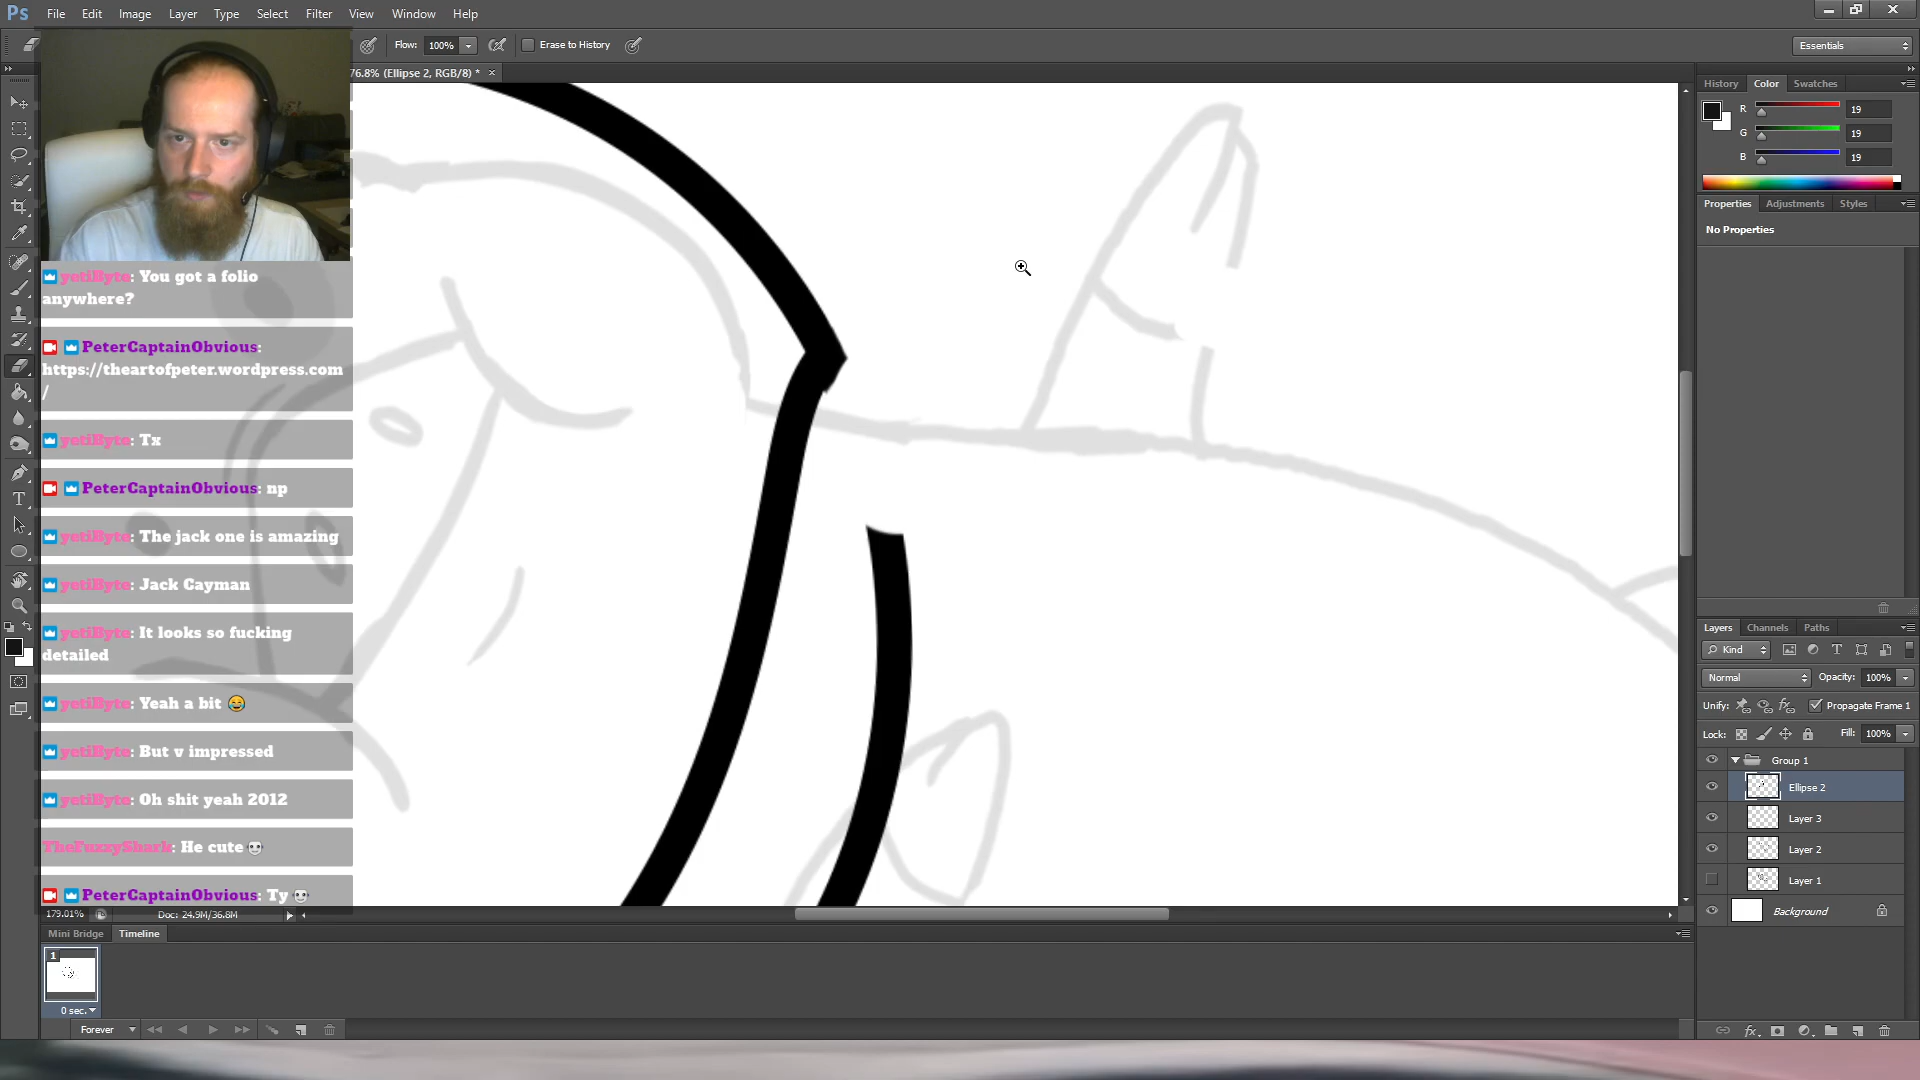 Ps File Edit Image Layer Type Select Filter View Window Help
Flow: 100% Erase to History Essentials
76.8% (Ellipse 2, RGB/8) * ×
History Color Swatches
R 19
G 19
B 19
Properties Adjustments Styles
No Properties
yetiByte: You got a folio
anywhere?
PeterCaptainObvious:
https://theartofpeter.wordpress.com
/
yetiByte: Tx
PeterCaptainObvious: np
yetiByte: The jack one is amazing
yetiByte: Jack Cayman
yetiByte: It looks so fucking
detailed
yetiByte: Yeah a bit 😂
yetiByte: But v impressed
yetiByte: Oh shit yeah 2012
TheFuzzyShark: He cute
PeterCaptainObvious: Ty
Layers Channels Paths
Kind
Normal Opacity: 100%
Unify: Propagate Frame 1
Lock: Fill: 100%
Group 1
Ellipse 2
Layer 3
Layer 2
Layer 1
Background
179.01% Doc: 24.9M/36.8M
Mini Bridge Timeline
1
0 sec.
Forever